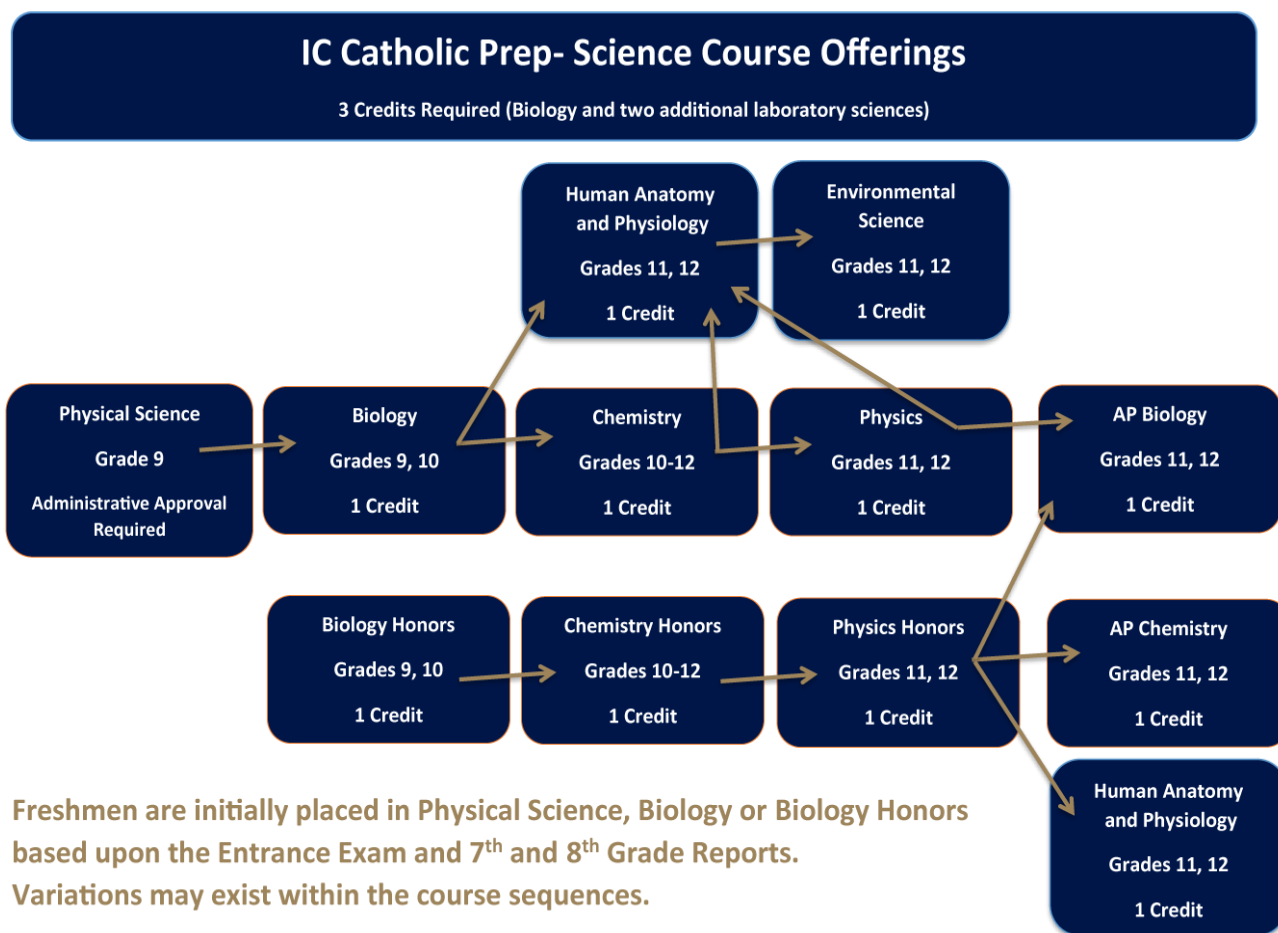 IC Catholic Prep- Science Course Offerings
3 Credits Required (Biology and two additional laboratory sciences)
Human Anatomy
and Physiology
Grades 11, 12
1 Credit
Environmental
Science
Grades 11, 12
1 Credit
Physical Science
Grade 9
Administrative Approval
Required
Biology
Grades 9, 10
1 Credit
Chemistry
Grades 10-12
1 Credit
Physics
Grades 11, 12
1 Credit
AP Biology
Grades 11, 12
1 Credit
Biology Honors
Grades 9, 10
1 Credit
Chemistry Honors
Grades 10-12
1 Credit
Physics Honors
Grades 11, 12
1 Credit
AP Chemistry
Grades 11, 12
1 Credit
Human Anatomy
and Physiology
Grades 11, 12
1 Credit
Freshmen are initially placed in Physical Science, Biology or Biology Honors
based upon the Entrance Exam and 7th and 8th Grade Reports.
Variations may exist within the course sequences.